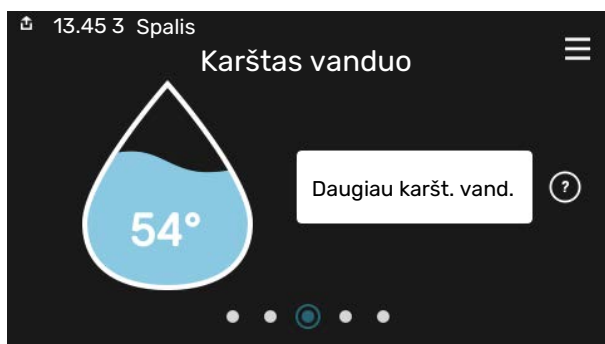 13.45 3 Spalis
Karštas vanduo
54°
Daugiau karšt. vand.
?